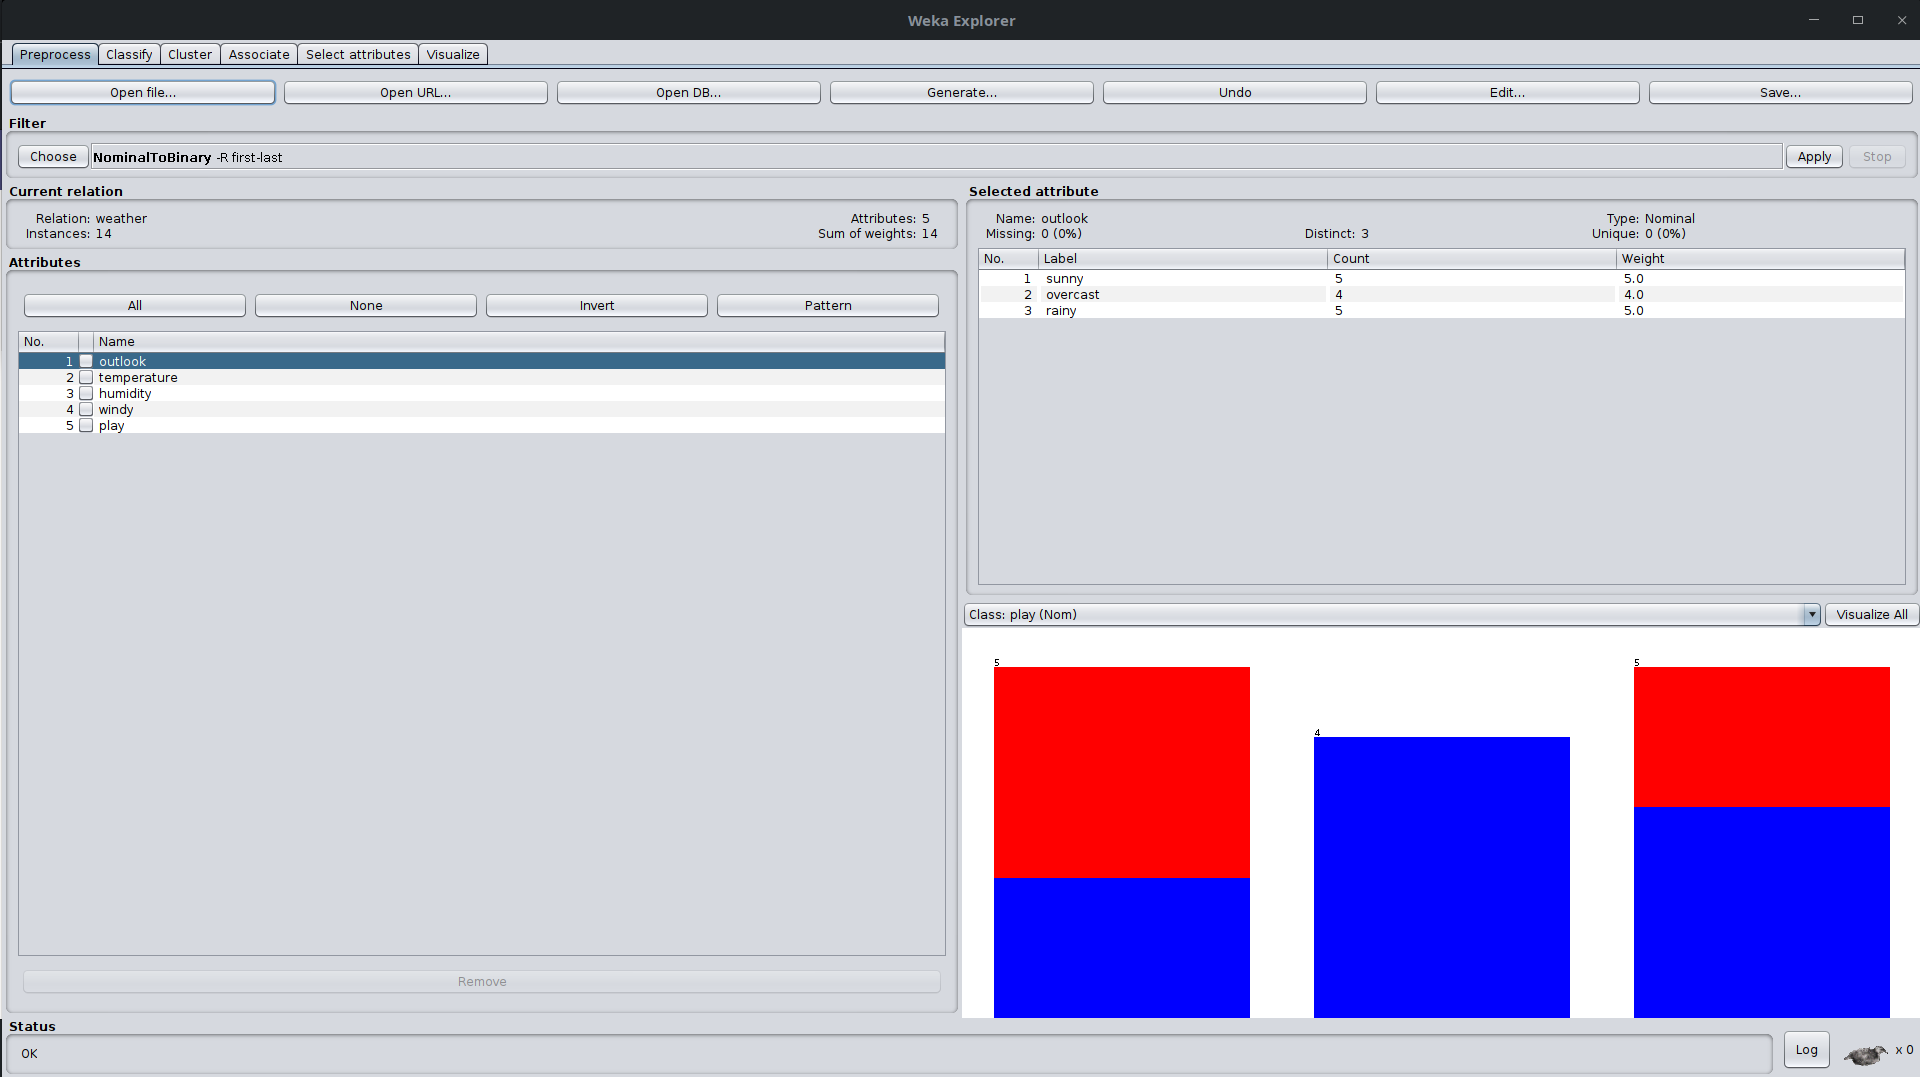 Weka Explorer
Preprocess Classify Cluster Associate Select attributes Visualize
Open file... Open URL... Open DB... Generate... Undo Edit... Save...
Filter
Choose NominalToBinary -R first-last Apply Stop
Current relation
Relation: weather Attributes: 5
Instances: 14 Sum of weights: 14
Attributes
All None Invert Pattern
No. Name
1 outlook
2 temperature
3 humidity
4 windy
5 play
Remove
Selected attribute
Name: outlook Type: Nominal
Missing: 0 (0%) Distinct: 3 Unique: 0 (0%)
No. Label Count Weight
1 sunny 5 5.0
2 overcast 4 4.0
3 rainy 5 5.0
Class: play (Nom) Visualize All
5 4 5
Status
OK Log x 0